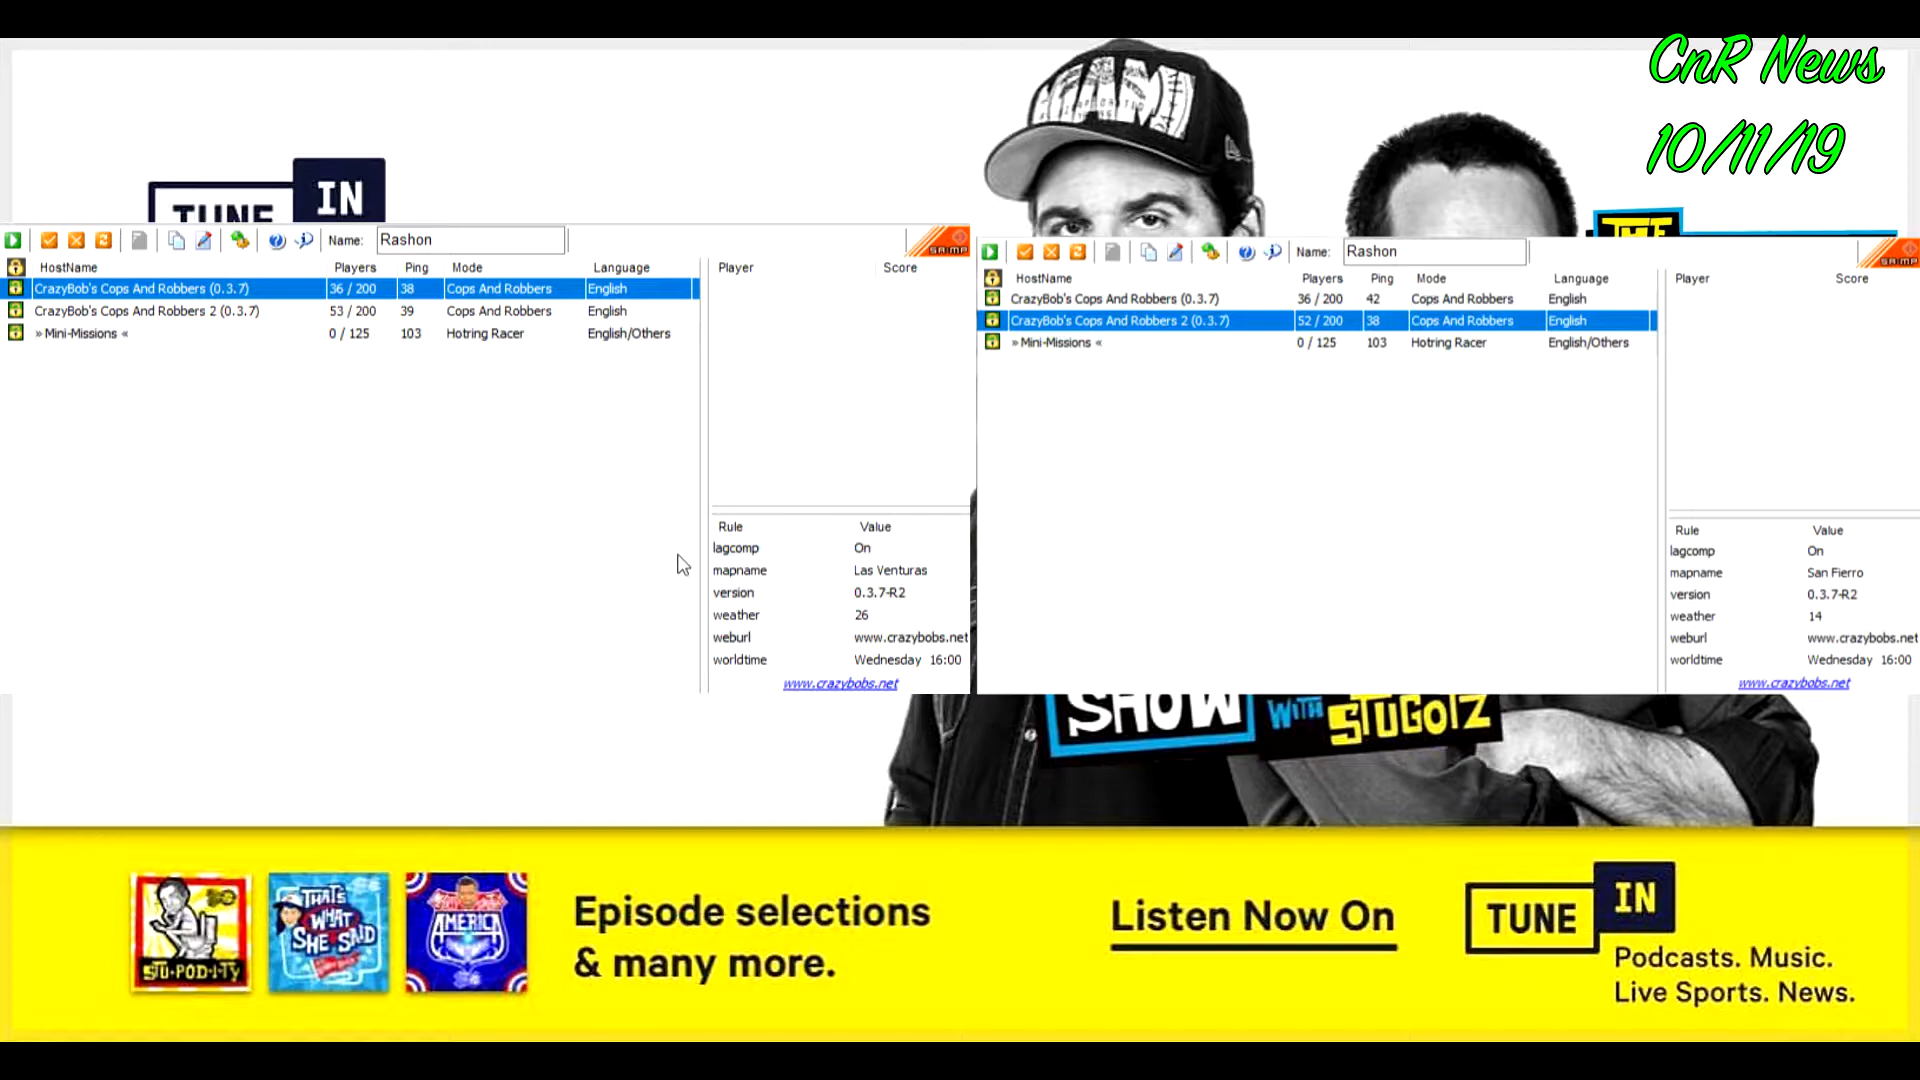 CnR News
10/11/19
MIAMI
TUNE IN
THE
Name: Rashon
SA:MP
HostName Players Ping Mode Language
CrazyBob's Cops And Robbers (0.3.7) 36 / 200 38 Cops And Robbers English
CrazyBob's Cops And Robbers 2 (0.3.7) 53 / 200 39 Cops And Robbers English
» Mini-Missions « 0 / 125 103 Hotring Racer English/Others
Player Score
Rule Value
lagcomp On
mapname Las Venturas
version 0.3.7-R2
weather 26
weburl www.crazybobs.net
worldtime Wednesday 16:00
www.crazybobs.net
Name: Rashon
SA:MP
HostName Players Ping Mode Language
CrazyBob's Cops And Robbers (0.3.7) 36 / 200 42 Cops And Robbers English
CrazyBob's Cops And Robbers 2 (0.3.7) 52 / 200 38 Cops And Robbers English
» Mini-Missions « 0 / 125 103 Hotring Racer English/Others
Player Score
Rule Value
lagcomp On
mapname San Fierro
version 0.3.7-R2
weather 14
weburl www.crazybobs.net
worldtime Wednesday 16:00
www.crazybobs.net
SHOW WITH STUGOTZ
STU•POD•I•TY
THAT'S
WHAT
SHE SAID
AMERICA
Episode selections
& many more.
Listen Now On
TUNE IN
Podcasts. Music.
Live Sports. News.